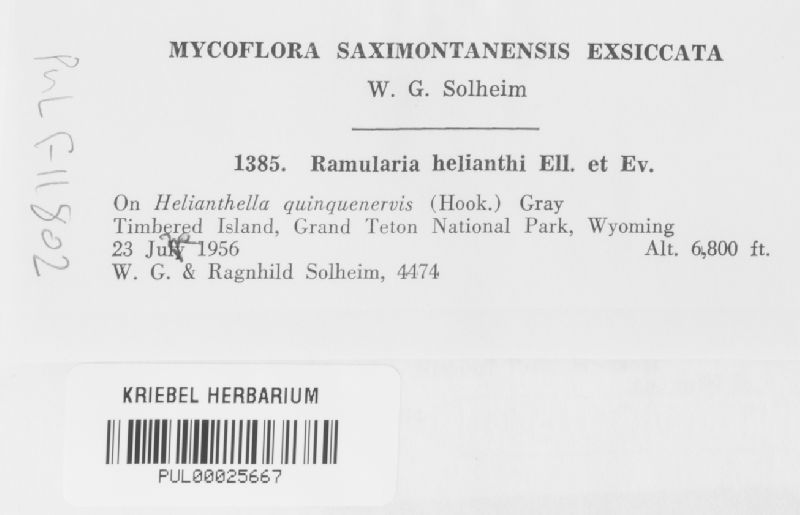 MYCOFLORA SAXIMONTANENSIS EXSICCATA
W. G. Solheim
1385. Ramularia helianthi Ell. et Ev.
On Helianthella quinquenervis (Hook.) Gray
Timbered Island, Grand Teton National Park, Wyoming
23 July 1956 Alt. 6,800 ft.
W. G. & Ragnhild Solheim, 4474
PUL F-11802
KRIEBEL HERBARIUM
PUL00025667